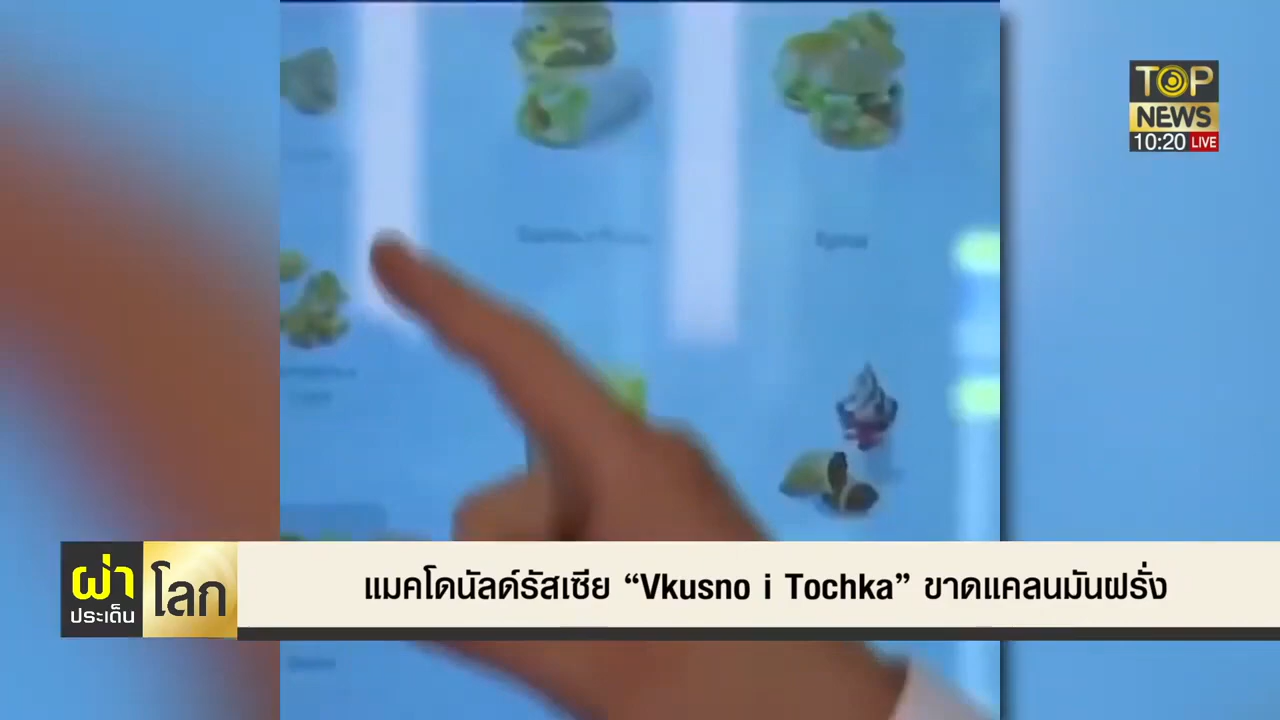 TOP
NEWS
10:20 LIVE
ผ่า
ประเด็น
โลก
แมคโดนัลด์รัสเซีย “Vkusno i Tochka” ขาดแคลนมันฝรั่ง